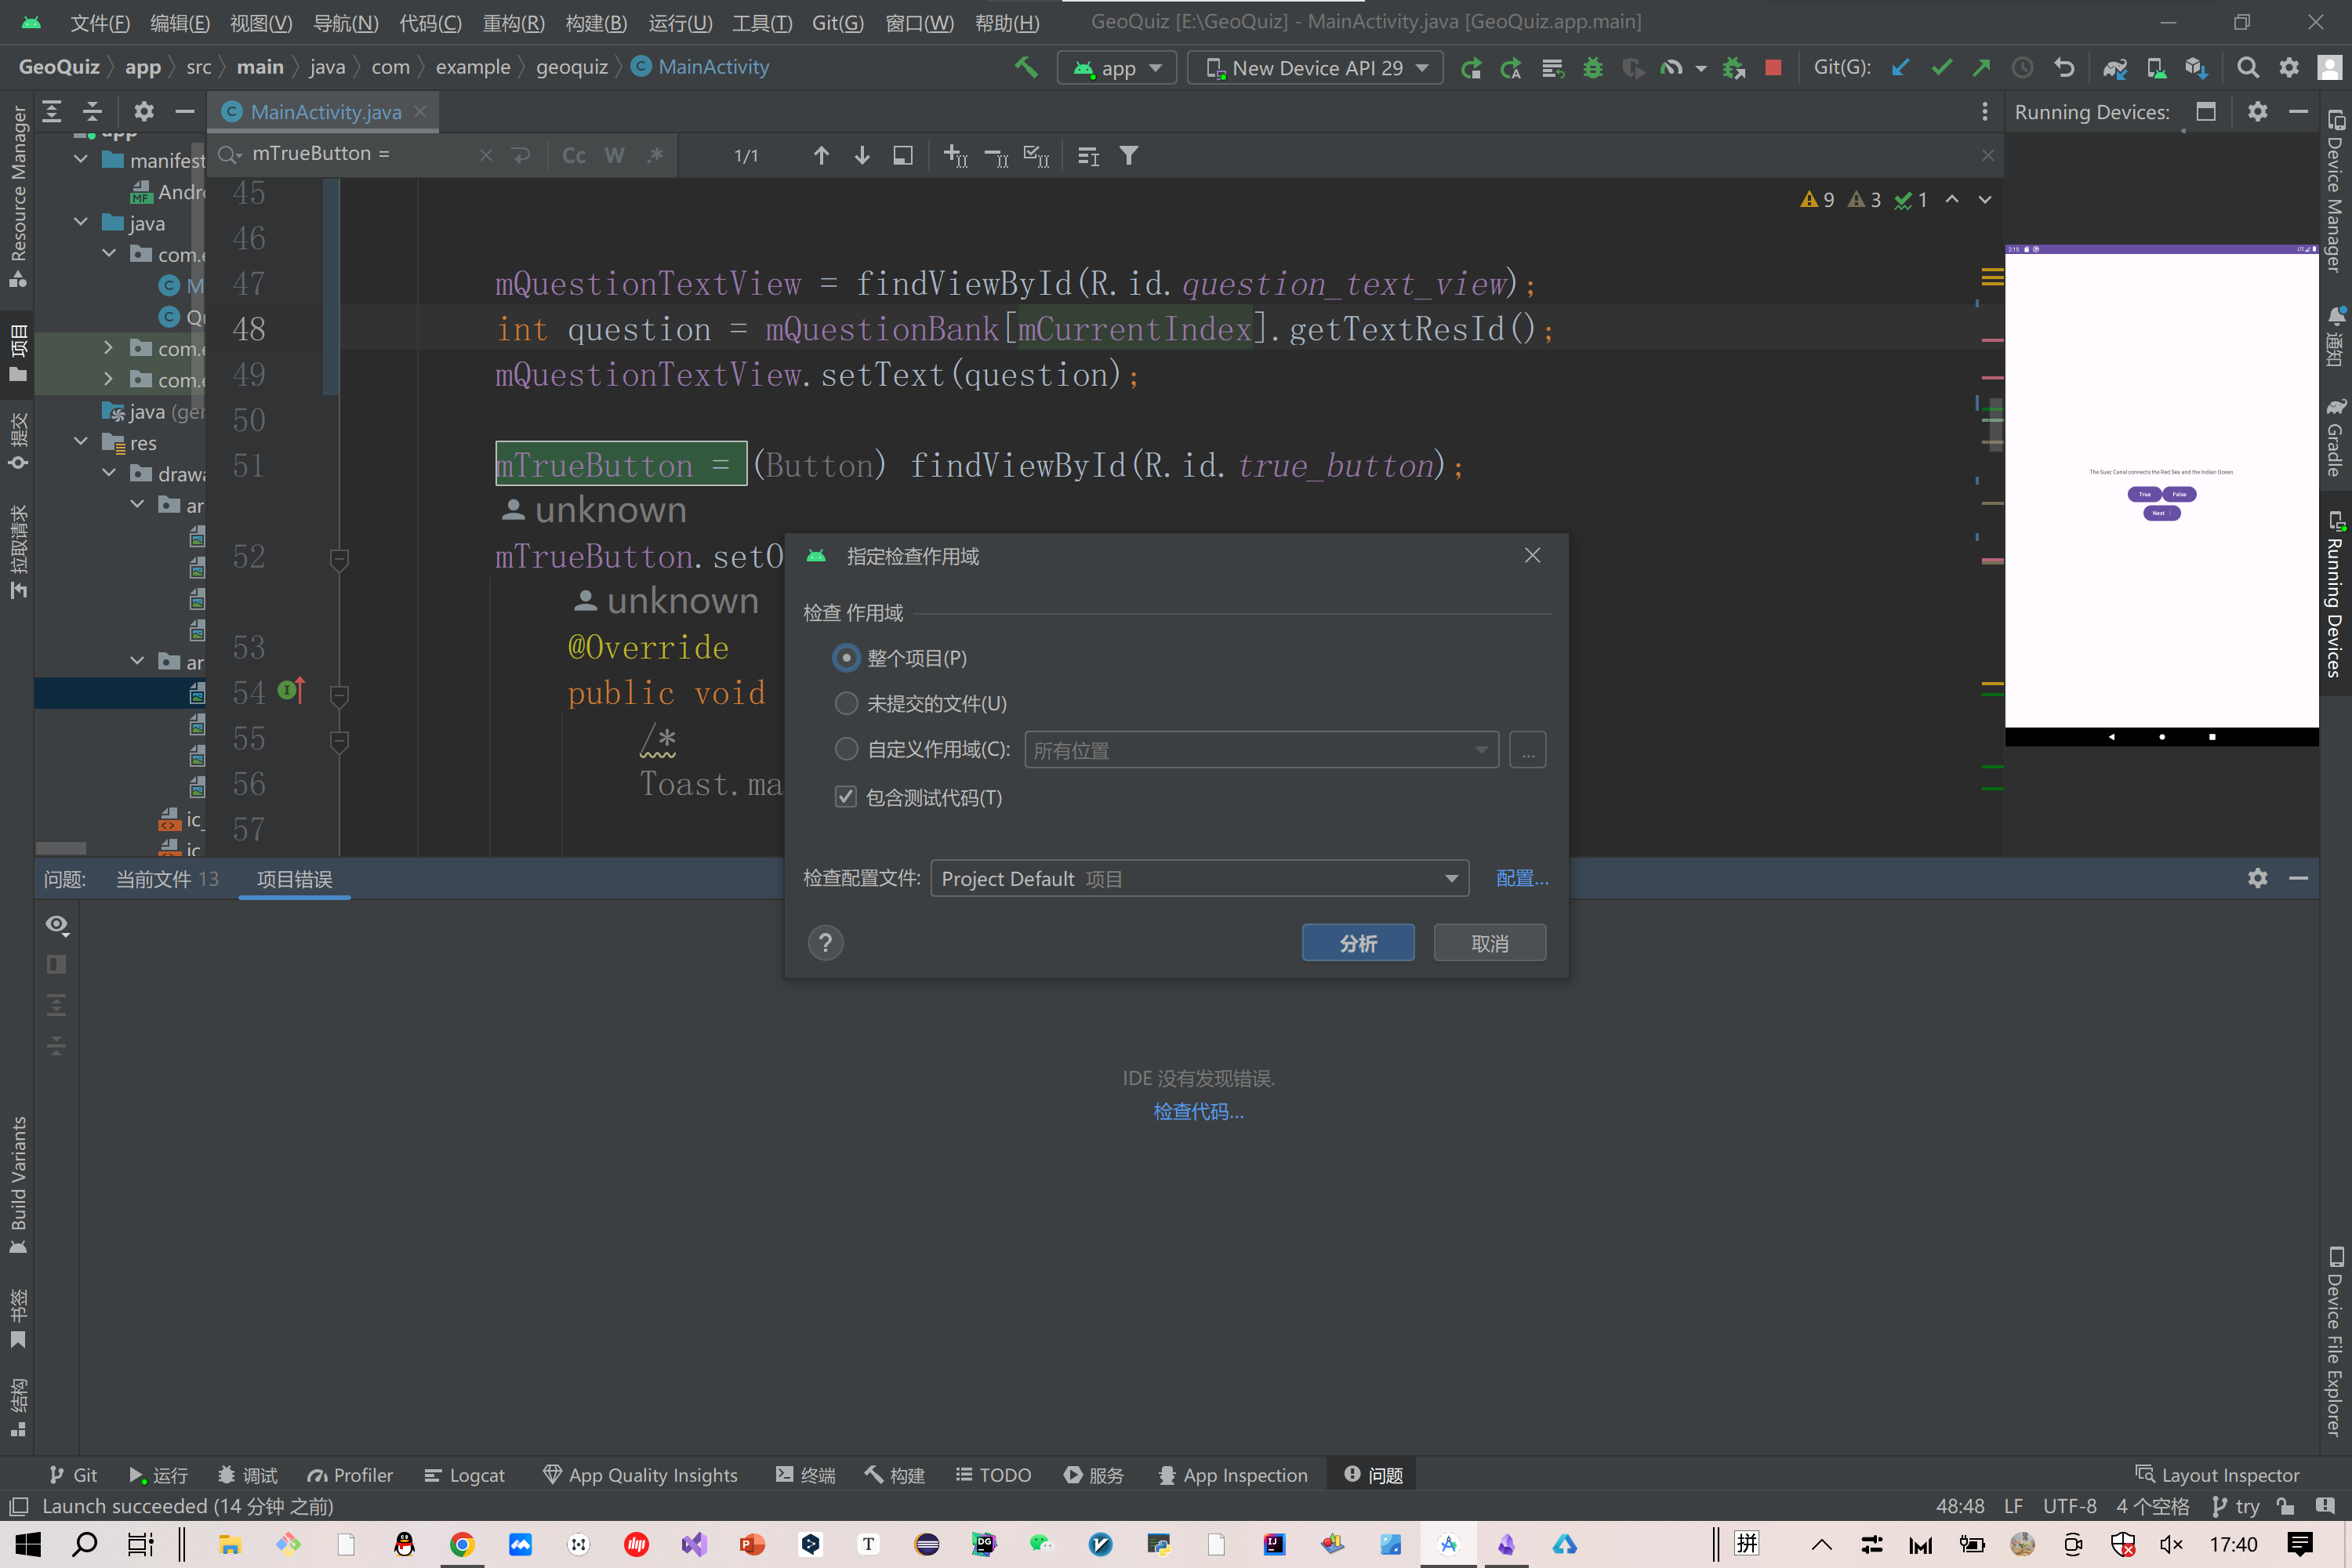 文件(F) 编辑(E) 视图(V) 导航(N) 代码(C) 重构(R) 构建(B) 运行(U) 工具(T) Git(G) 窗口(W) 帮助(H) GeoQuiz [E:\GeoQuiz] - MainActivity.java [GeoQuiz.app.main]
GeoQuiz app src main java com example geoquiz MainActivity app New Device API 29 Git(G):
MainActivity.java Running Devices:
mTrueButton = Cc W .* 1/1
app
manifest
Andro
java
com.e
M
Qu
com.e
com.e
java (ger
res
drawa
ar
ar
ic_
ic
9 3 1
45
46
47 mQuestionTextView = findViewById(R.id.question_text_view);
48 int question = mQuestionBank[mCurrentIndex].getTextResId();
49 mQuestionTextView.setText(question);
50
51 mTrueButton = (Button) findViewById(R.id.true_button);
unknown
52 mTrueButton.setO
unknown
53 @Override
54 public void
55 /*
56 Toast.ma
57
2:15
The Suez Canal connects the Red Sea and the Indian Ocean.
True False
Next
指定检查作用域
检查 作用域
整个项目(P)
未提交的文件(U)
自定义作用域(C): 所有位置 ...
包含测试代码(T)
检查配置文件: Project Default 项目 配置...
? 分析 取消
问题: 当前文件 13 项目错误
IDE 没有发现错误.
检查代码...
Resource Manager
项目
提交
拉取请求
Build Variants
书签
结构
Device Manager
通知
Gradle
Running Devices
Device File Explorer
Git 运行 调试 Profiler Logcat App Quality Insights 终端 构建 TODO 服务 App Inspection 问题 Layout Inspector
Launch succeeded (14 分钟 之前) 48:48 LF UTF-8 4 个空格 try
拼 17:40